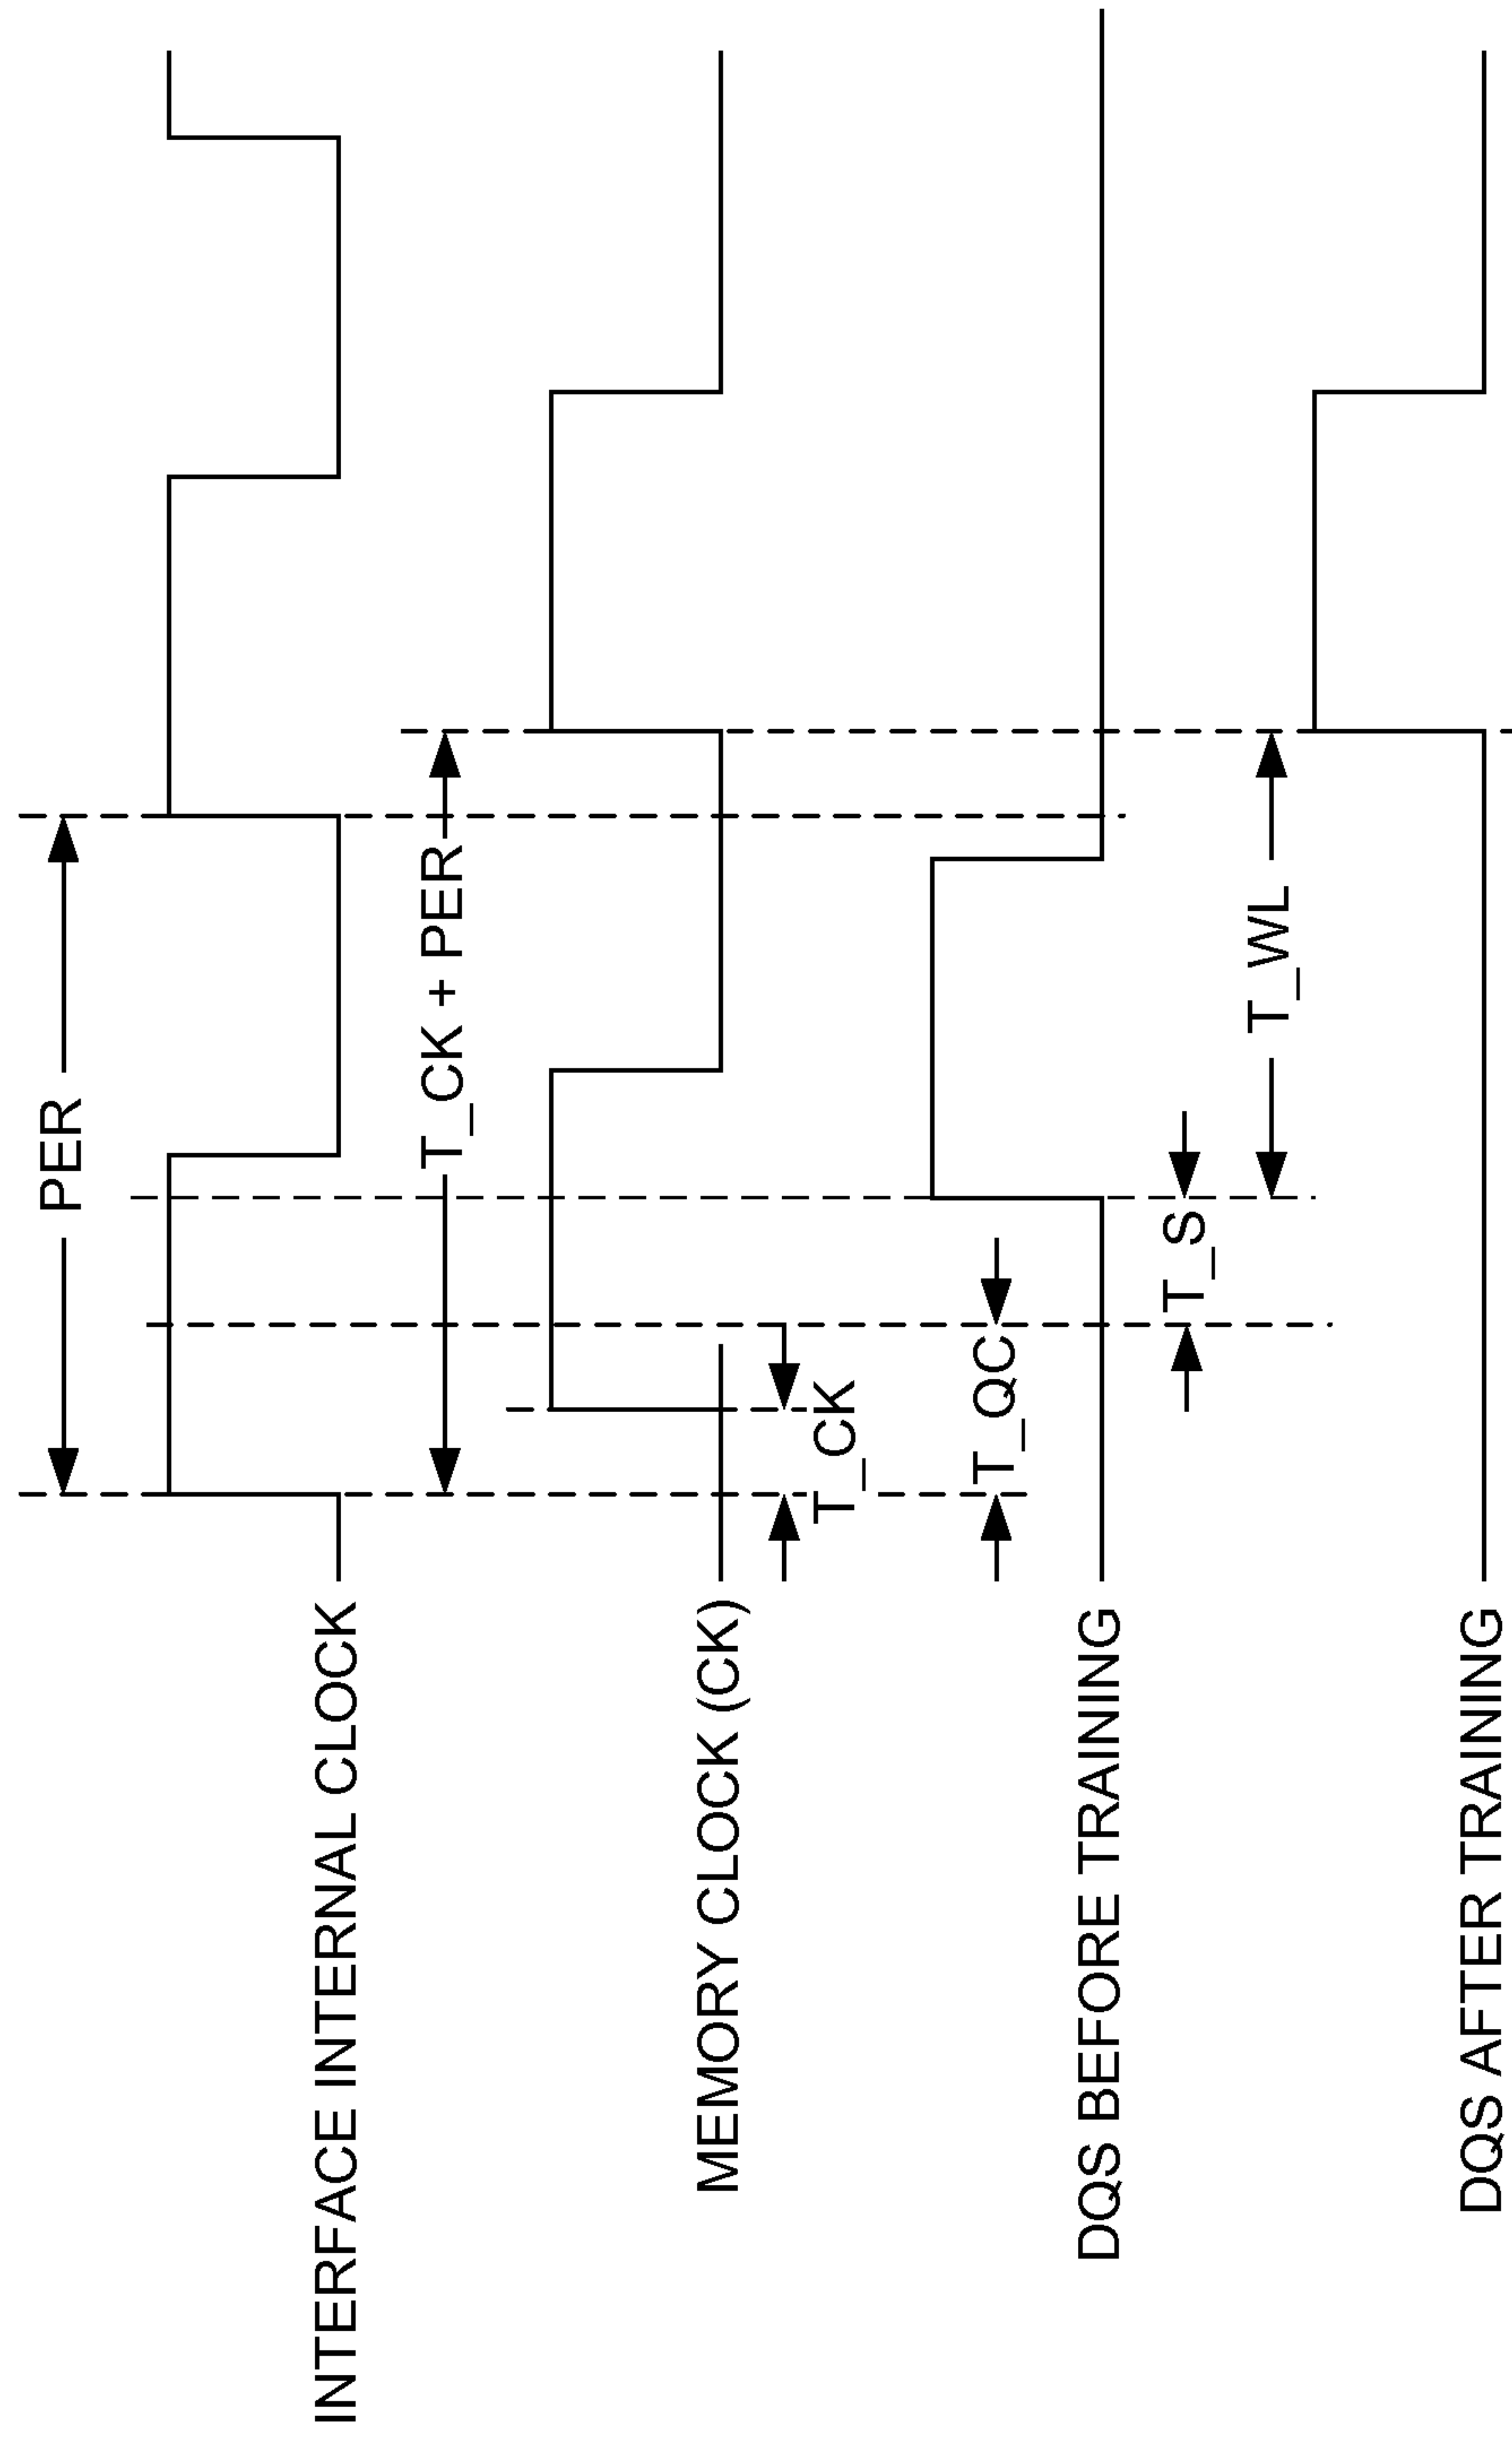 PER
INTERFACE INTERNAL CLOCK
T_CK + PER
MEMORY CLOCK (CK)
T_CK
T_QC
DQS BEFORE TRAINING
T_S
T_WL
DQS AFTER TRAINING